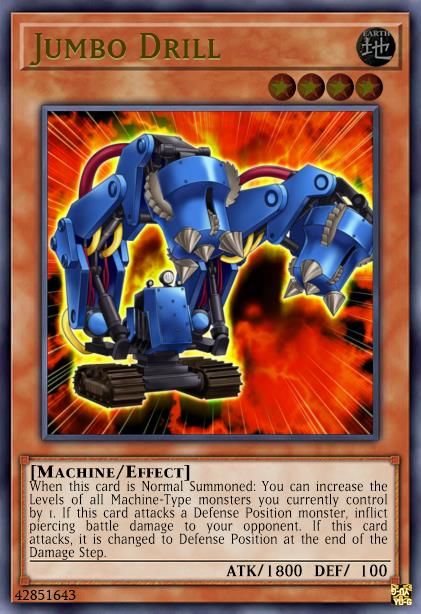 JUMBO DRILL
EARTH
地
[MACHINE/EFFECT]
When this card is Normal Summoned: You can increase the
Levels of all Machine-Type monsters you currently control
by 1. If this card attacks a Defense Position monster, inflict
piercing battle damage to your opponent. If this card
attacks, it is changed to Defense Position at the end of the
Damage Step.
ATK/1800 DEF/ 100
42851643